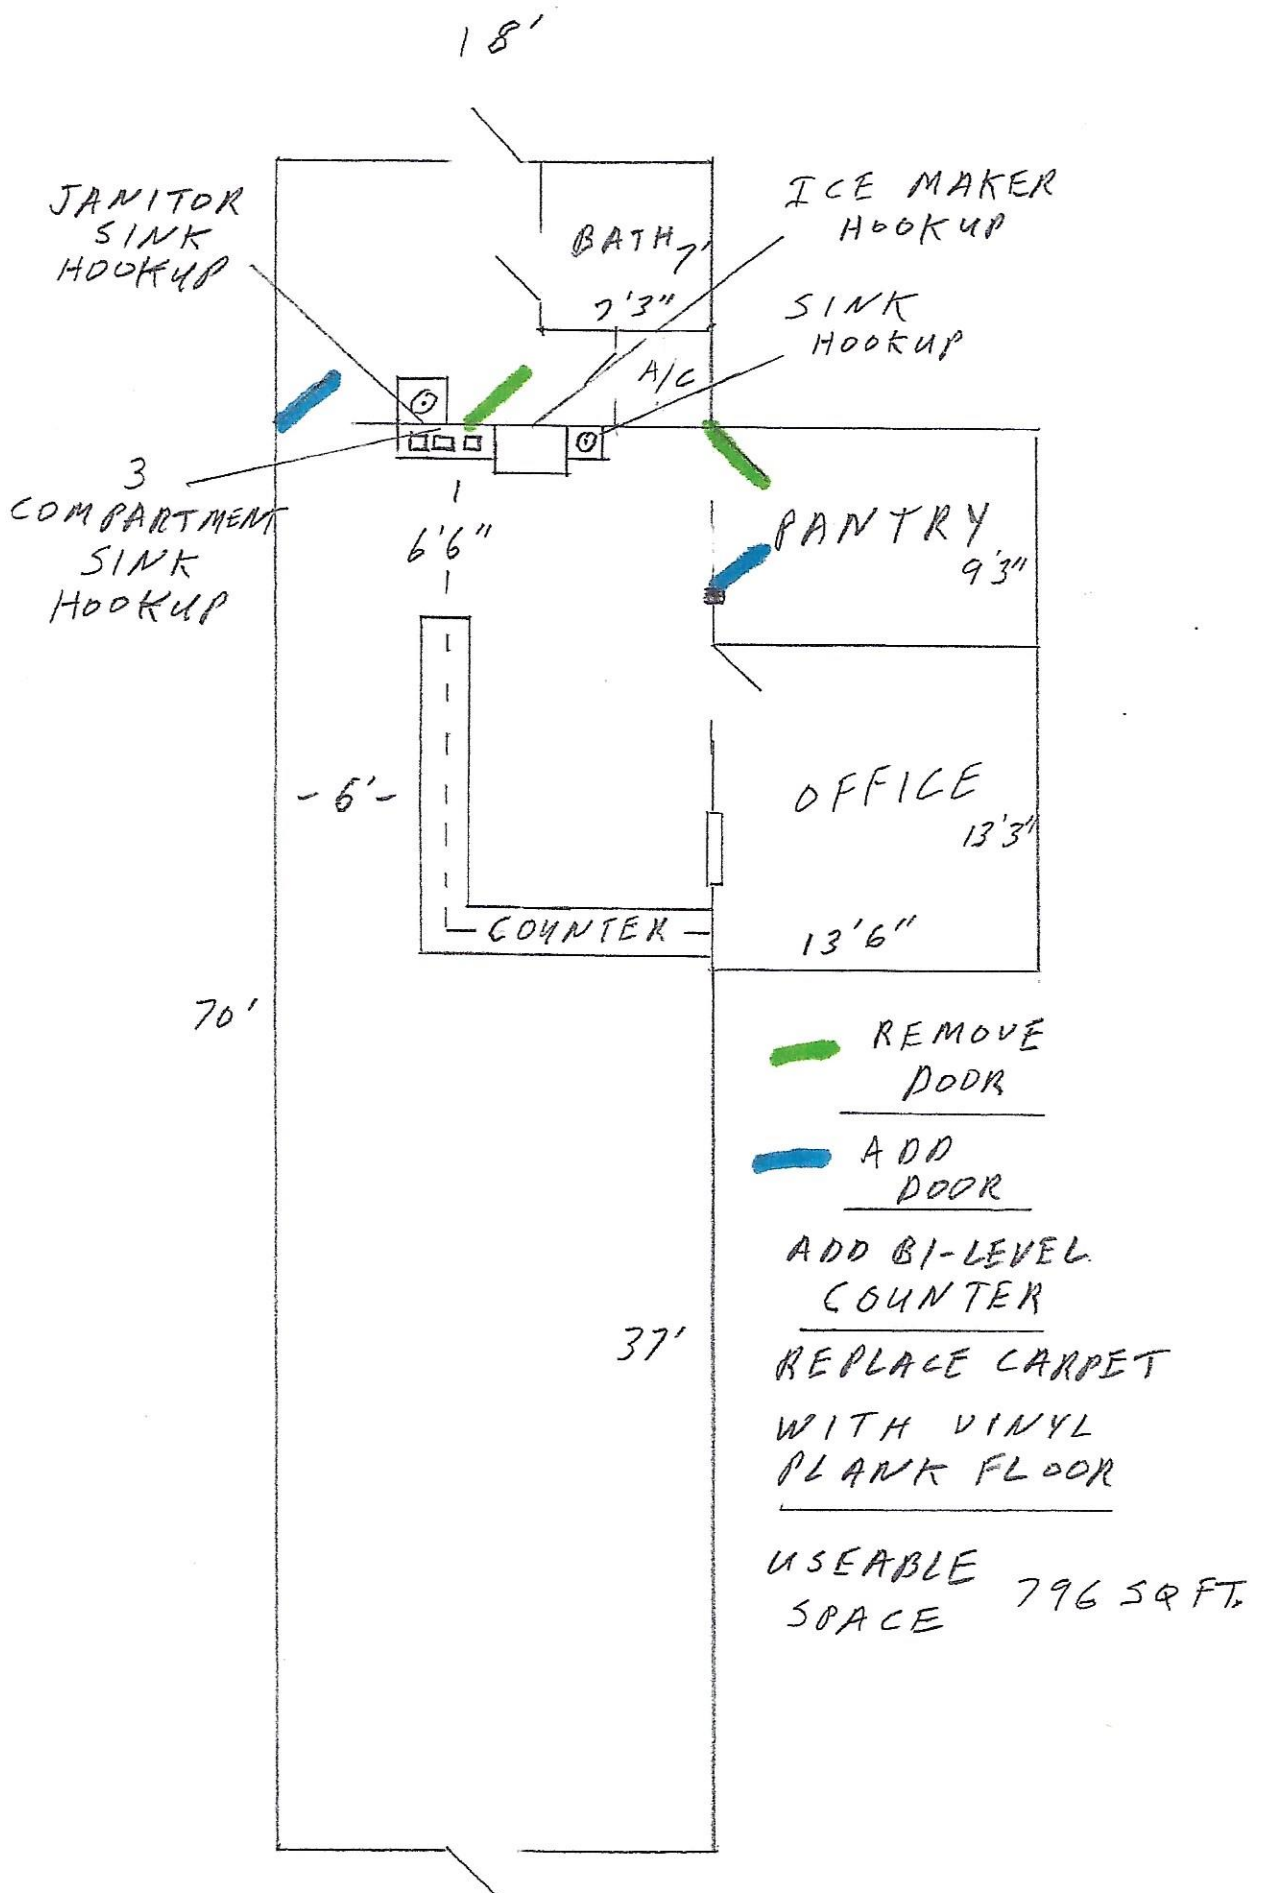 18'
JANITOR
SINK
HOOKUP
ICE MAKER
HOOKUP
BATH 7'
7'3"
SINK
HOOKUP
A/C
3
COMPARTMENT
SINK
HOOKUP
6'6"
PANTRY
9'3"
- 6' -
OFFICE
13'3"
COUNTER
13'6"
70'
REMOVE
DOOR
ADD
DOOR
ADD BI-LEVEL
COUNTER
37'
REPLACE CARPET
WITH VINYL
PLANK FLOOR
USEABLE
SPACE 796 SQ FT.